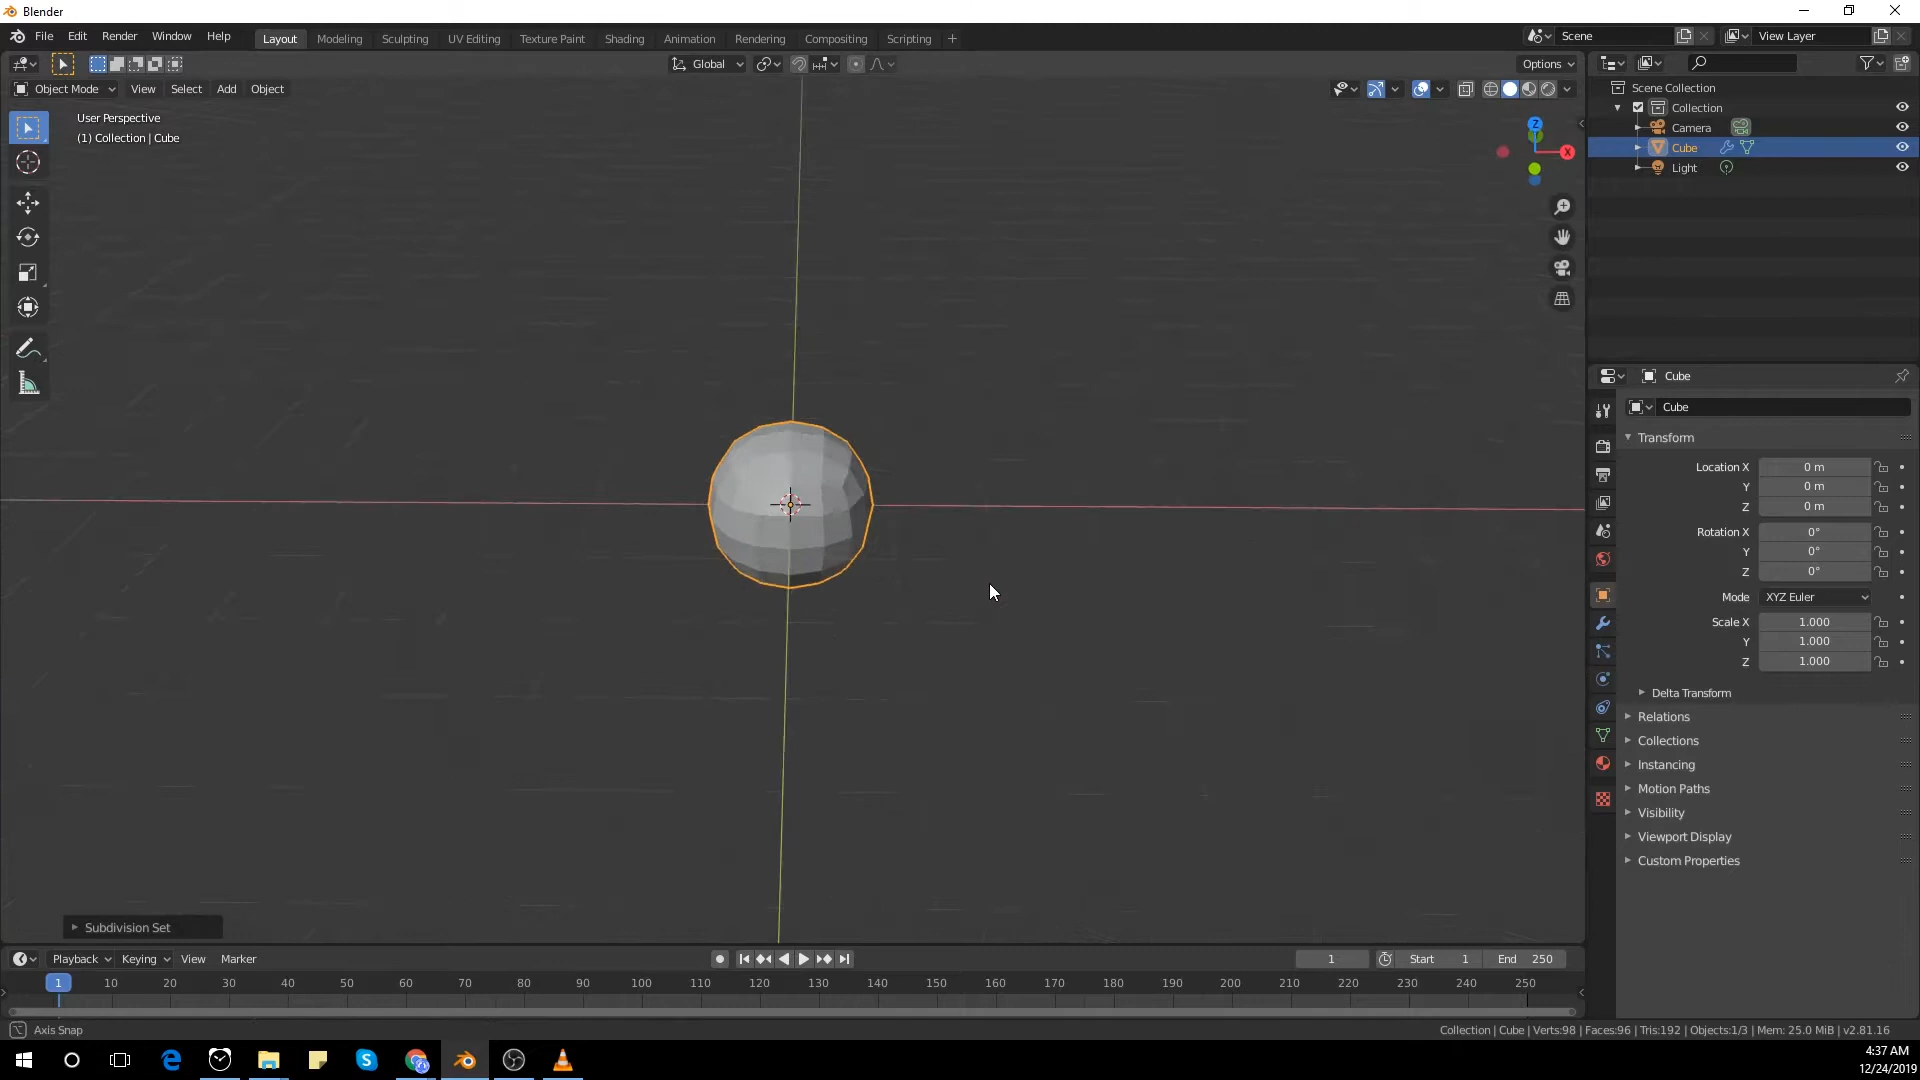 Blender
File Edit Render Window Help
Layout Modeling Sculpting UV Editing Texture Paint Shading Animation Rendering Compositing Scripting +
Scene
View Layer
Global
Options
Object Mode View Select Add Object
User Perspective
(1) Collection | Cube
Z
X
Scene Collection
Collection
Camera
Cube
Light
Cube
Cube
Transform
Location X 0 m
Y 0 m
Z 0 m
Rotation X 0°
Y 0°
Z 0°
Mode XYZ Euler
Scale X 1.000
Y 1.000
Z 1.000
Delta Transform
Relations
Collections
Instancing
Motion Paths
Visibility
Viewport Display
Custom Properties
Subdivision Set
Playback Keying View Marker
1 Start 1 End 250
1 10 20 30 40 50 60 70 80 90 100 110 120 130 140 150 160 170 180 190 200 210 220 230 240 250
Axis Snap
Collection | Cube | Verts:98 | Faces:96 | Tris:192 | Objects:1/3 | Mem: 25.0 MiB | v2.81.16
4:37 AM
12/24/2019